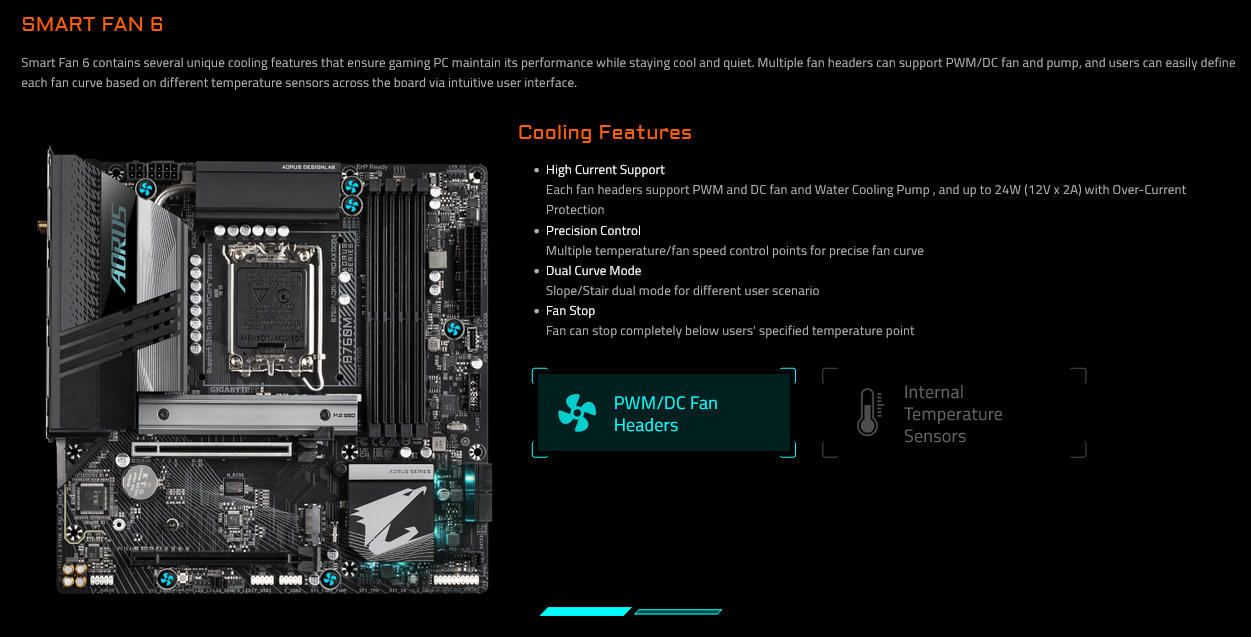 SMART FAN 6
Smart Fan 6 contains several unique cooling features that ensure gaming PC maintain its performance while staying cool and quiet. Multiple fan headers can support PWM/DC fan and pump, and users can easily define
each fan curve based on different temperature sensors across the board via intuitive user interface.
Cooling Features
High Current Support
Each fan headers support PWM and DC fan and Water Cooling Pump , and up to 24W (12V x 2A) with Over-Current
Protection
Precision Control
Multiple temperature/fan speed control points for precise fan curve
Dual Curve Mode
Slope/Stair dual mode for different user scenario
Fan Stop
Fan can stop completely below users' specified temperature point
PWM/DC Fan
Headers
Internal
Temperature
Sensors
AORUS DESIGNLAB
ErP Ready
AORUS
B760M
AORUS
SERIES
GIGABYTE
M.2 SSD
AORUS SERIES